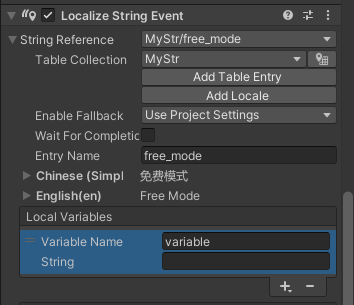 Localize String Event
String Reference MyStr/free_mode
Table Collection MyStr
Add Table Entry
Add Locale
Enable Fallback Use Project Settings
Wait For Completic
Entry Name free_mode
Chinese (Simpl 免费模式
English(en) Free Mode
Local Variables
Variable Name variable
String